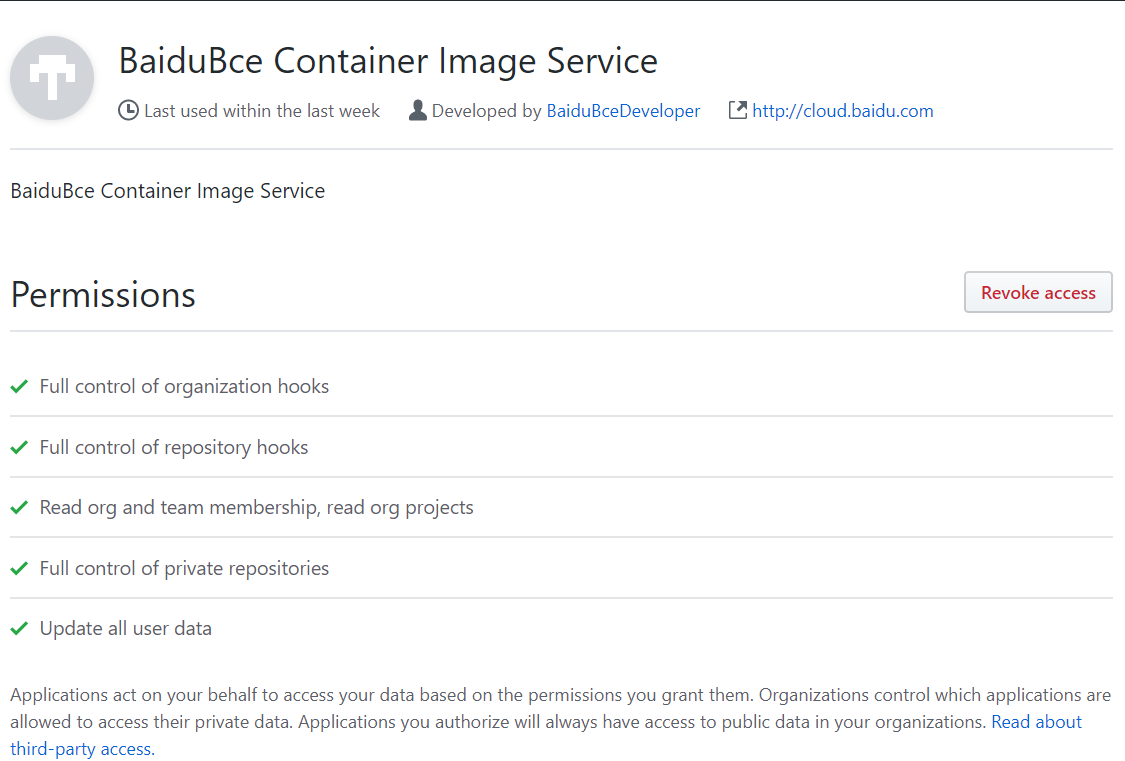 BaiduBce Container Image Service
Last used within the last week Developed by BaiduBceDeveloper http://cloud.baidu.com
BaiduBce Container Image Service
Permissions
Revoke access
Full control of organization hooks
Full control of repository hooks
Read org and team membership, read org projects
Full control of private repositories
Update all user data
Applications act on your behalf to access your data based on the permissions you grant them. Organizations control which applications are
allowed to access their private data. Applications you authorize will always have access to public data in your organizations. Read about
third-party access.